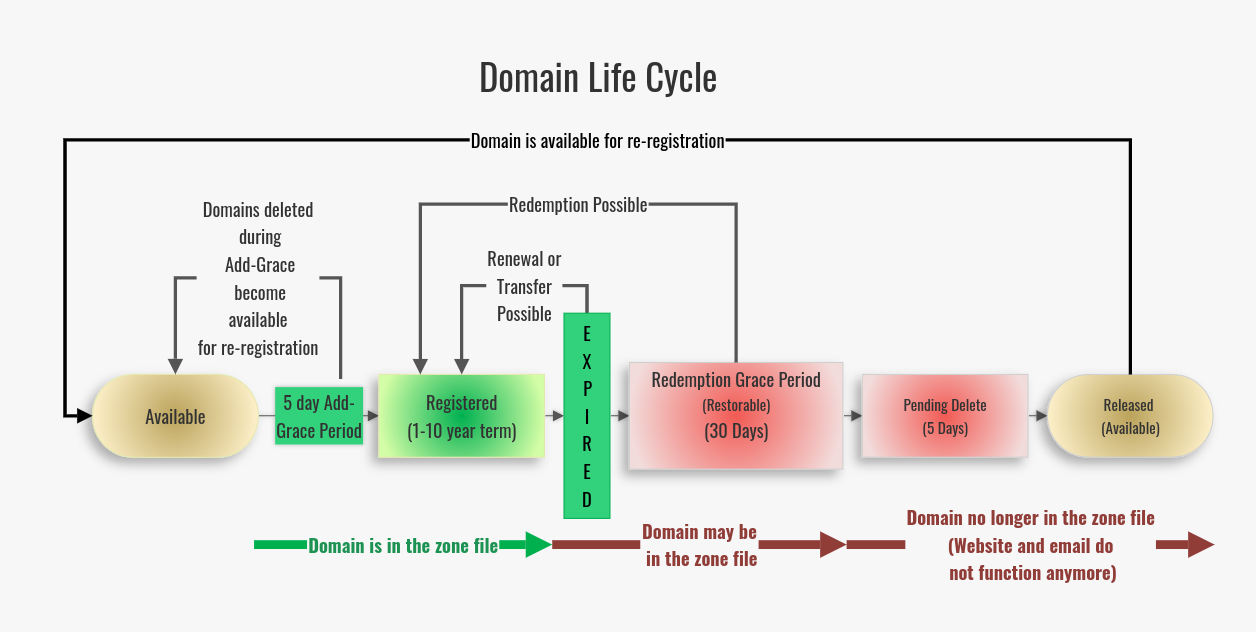 Domain Life Cycle
Domain is available for re-registration
Domains deleted
during
Add-Grace
become
available
for re-registration
Redemption Possible
Renewal or
Transfer
Possible
Available
5 day Add-
Grace Period
Registered
(1-10 year term)
E
X
P
I
R
E
D
Redemption Grace Period
(Restorable)
(30 Days)
Pending Delete
(5 Days)
Released
(Available)
Domain is in the zone file
Domain may be
in the zone file
Domain no longer in the zone file
(Website and email do
not function anymore)